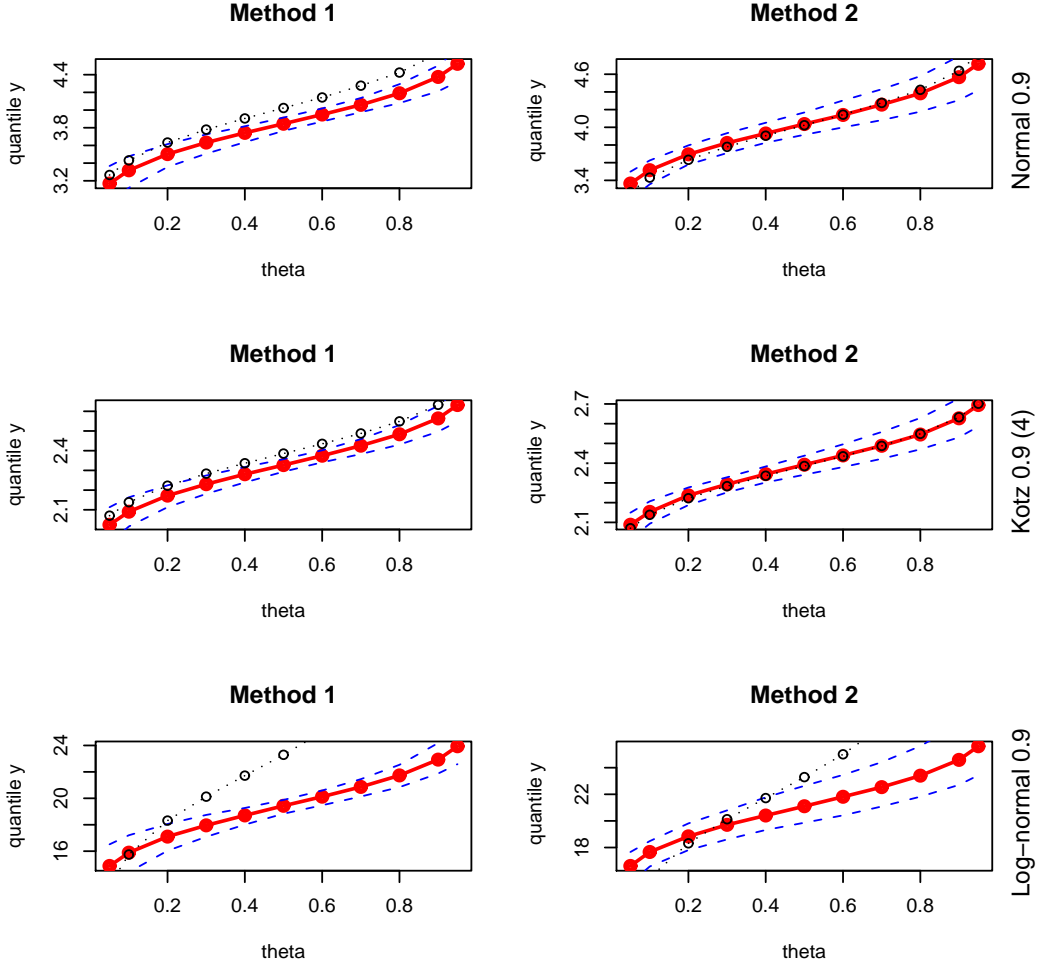 Method 1
Method 2
quantile y
3.2 3.8 4.4
0.2 0.4 0.6 0.8
theta
quantile y
3.4 4.0 4.6
0.2 0.4 0.6 0.8
theta
Normal 0.9
Method 1
Method 2
quantile y
2.1 2.4
0.2 0.4 0.6 0.8
theta
quantile y
2.1 2.4 2.7
0.2 0.4 0.6 0.8
theta
Kotz 0.9 (4)
Method 1
Method 2
quantile y
16 20 24
0.2 0.4 0.6 0.8
theta
quantile y
18 22
0.2 0.4 0.6 0.8
theta
Log−normal 0.9